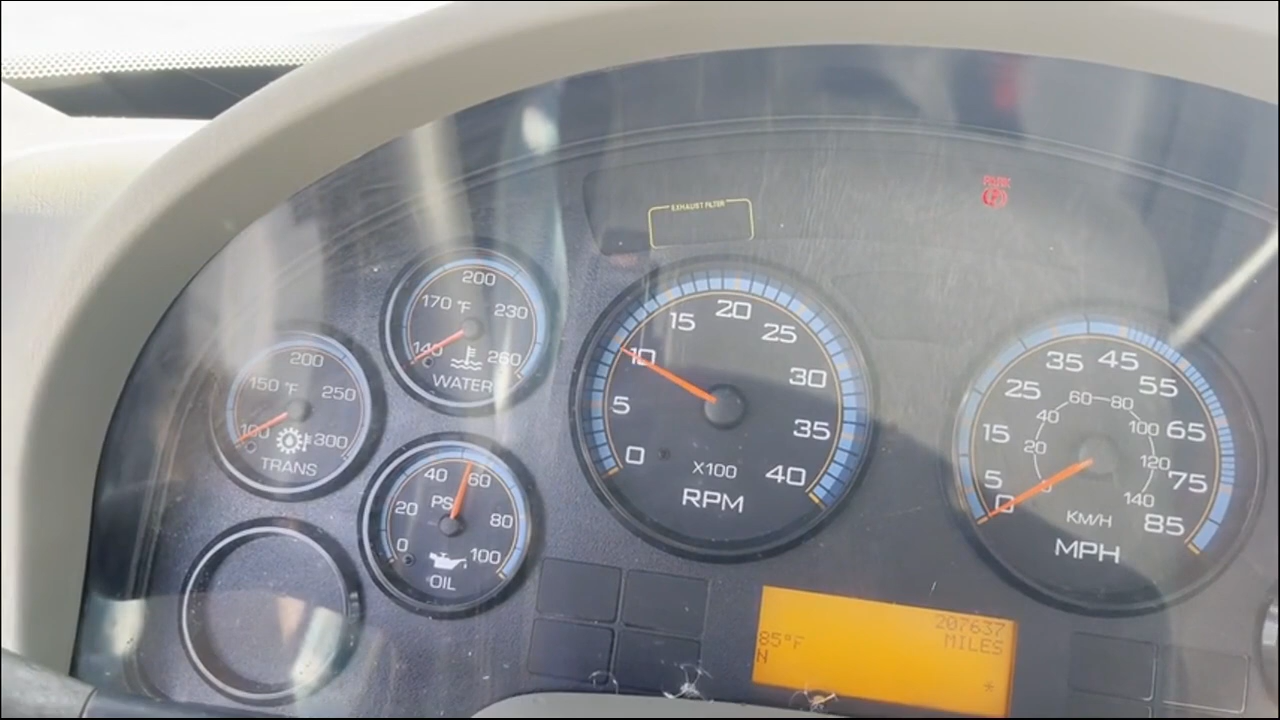 EXHAUST FILTER
PARK
P
200
170 °F 230
140 260
WATER
200
150 °F 250
100 300
TRANS
40 60
PSI
20 80
0 100
OIL
20
15 25
10 30
5 35
0 40
X100
RPM
35 45
25 55
15 65
5 75
0 85
60 80
40 100
20 120
0 140
KM/H
MPH
207637
85°F MILES
N *